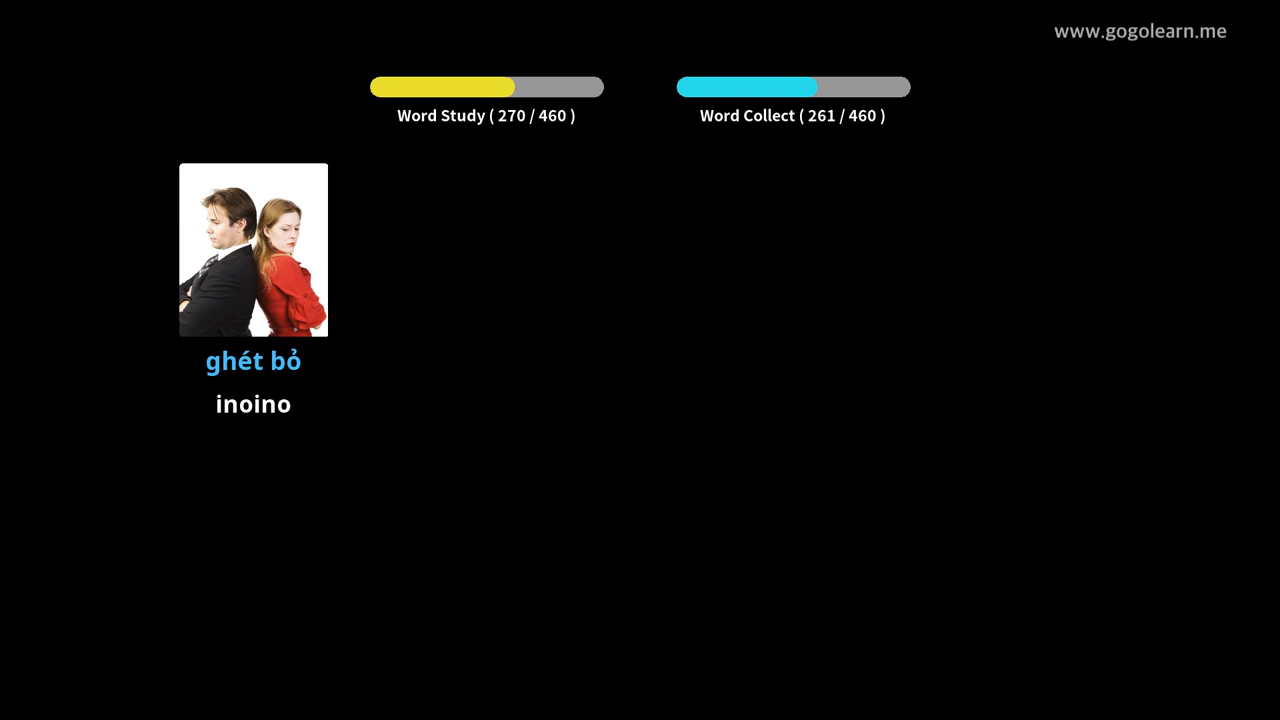 www.gogolearn.me
Word Study ( 270 / 460 )
Word Collect ( 261 / 460 )
ghét bỏ
inoino